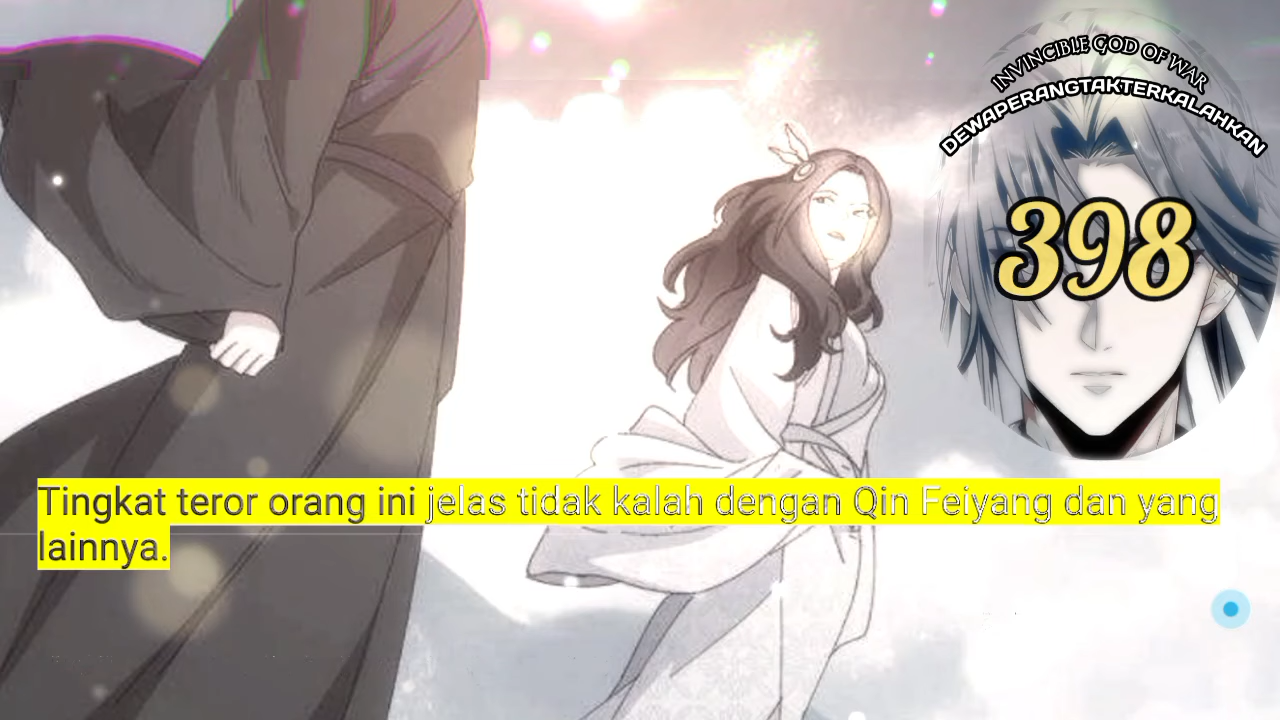 INVINCIBLE GOD OF WAR
DEWAPERANGTAKTERKALAHKAN
398
Tingkat teror orang ini jelas tidak kalah dengan Qin Feiyang dan yang
lainnya.